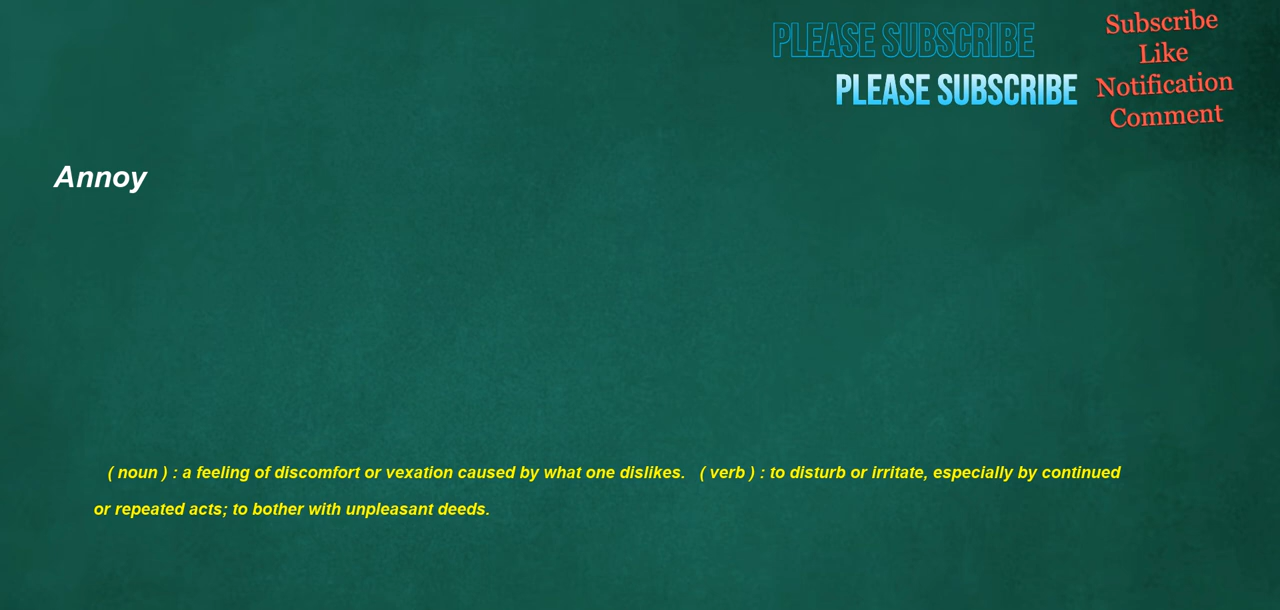 PLEASE SUBSCRIBE
PLEASE SUBSCRIBE
Subscribe
Like
Notification
Comment
Annoy
( noun ) : a feeling of discomfort or vexation caused by what one dislikes. ( verb ) : to disturb or irritate, especially by continued
or repeated acts; to bother with unpleasant deeds.